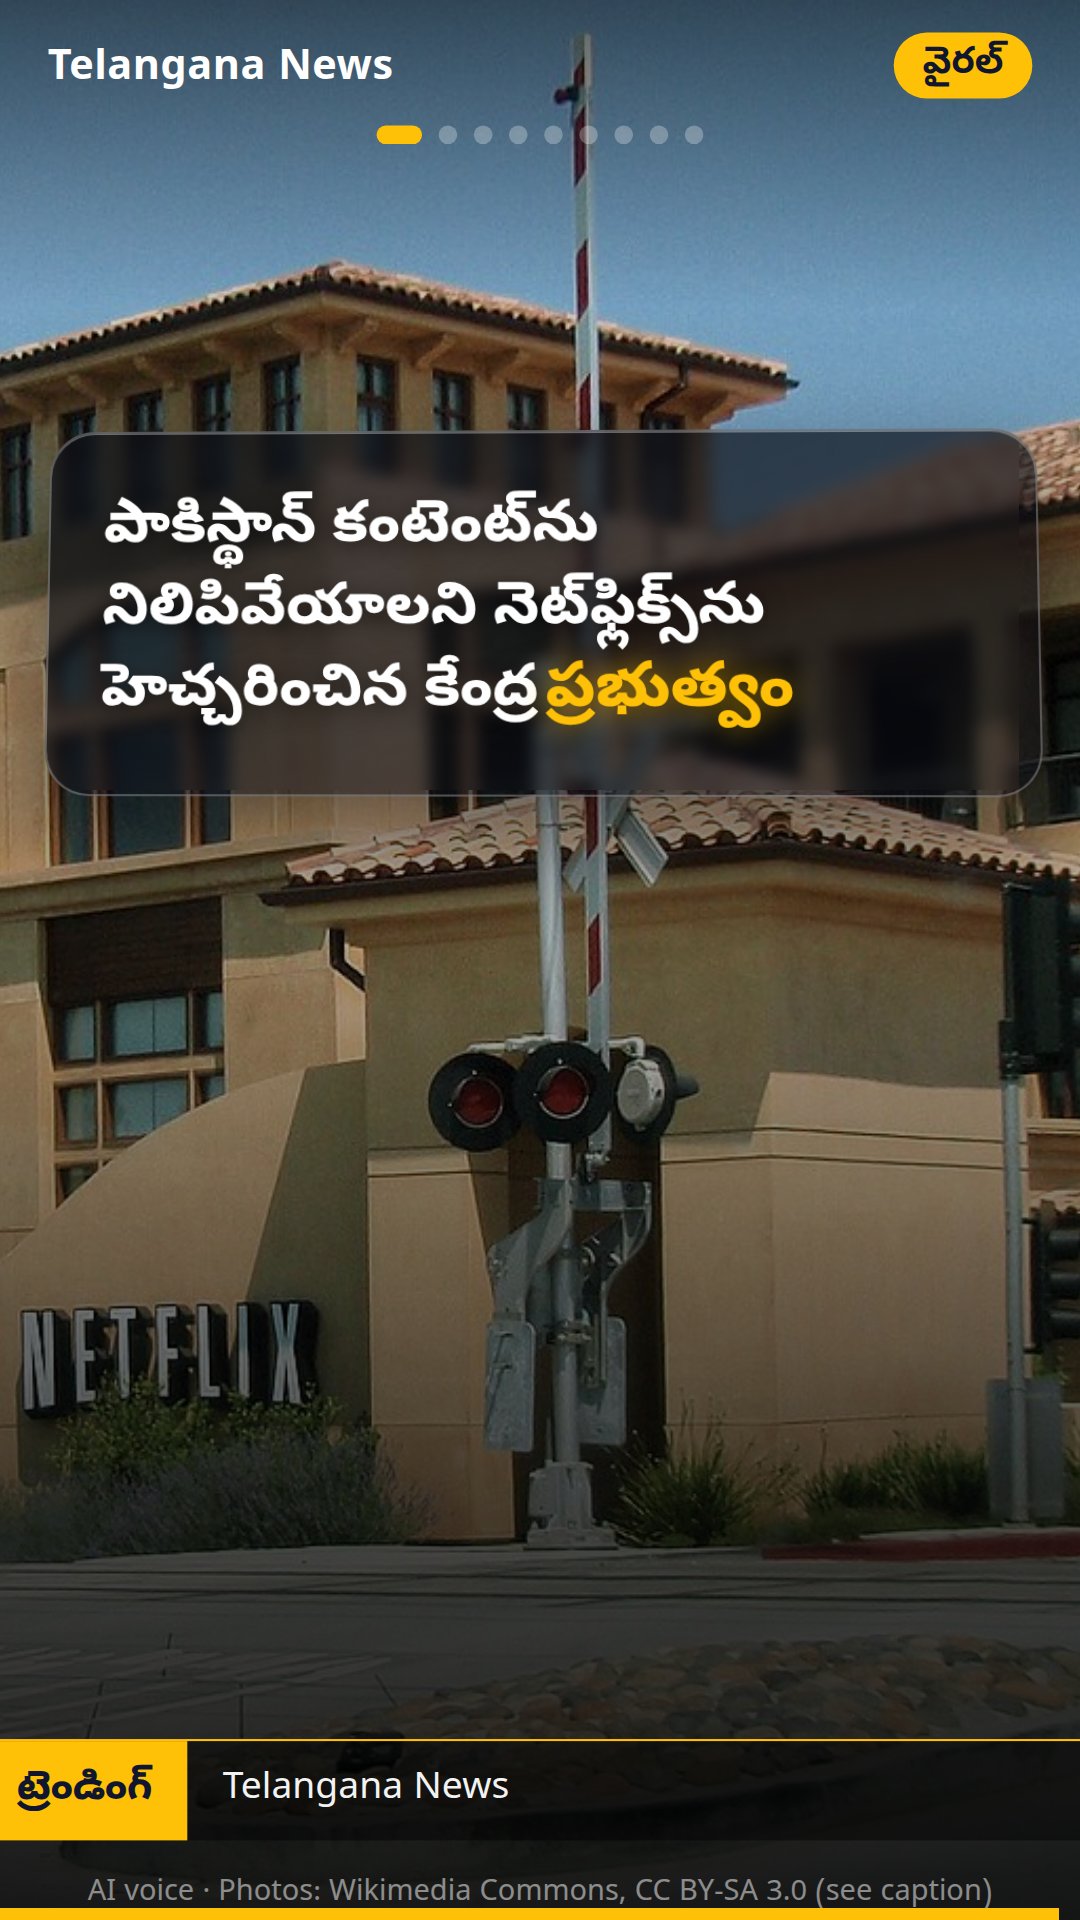 Telangana News
వైరల్
పాకిస్థాన్ కంటెంట్‌ను
నిలిపివేయాలని నెట్‌ఫ్లిక్స్‌ను
హెచ్చరించిన కేంద్ర ప్రభుత్వం
NETFLIX
ట్రెండింగ్
Telangana News
AI voice · Photos: Wikimedia Commons, CC BY-SA 3.0 (see caption)